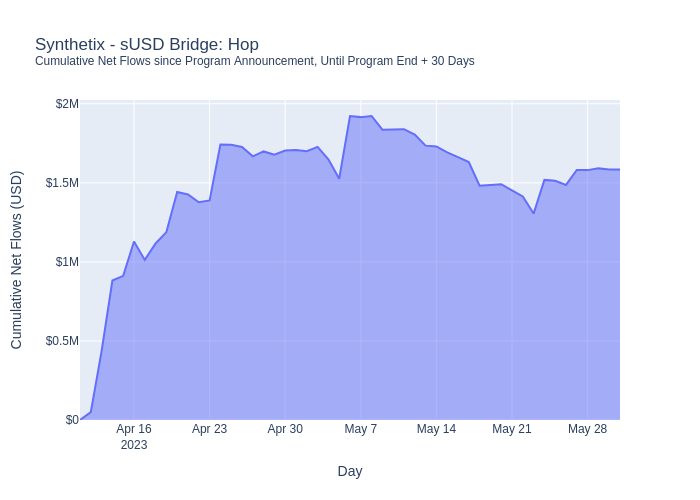 Synthetix - sUSD Bridge: Hop
Cumulative Net Flows since Program Announcement, Until Program End + 30 Days
$2M
$1.5M
$1M
$0.5M
$0
Cumulative Net Flows (USD)
Apr 16
2023
Apr 23
Apr 30
May 7
May 14
May 21
May 28
Day